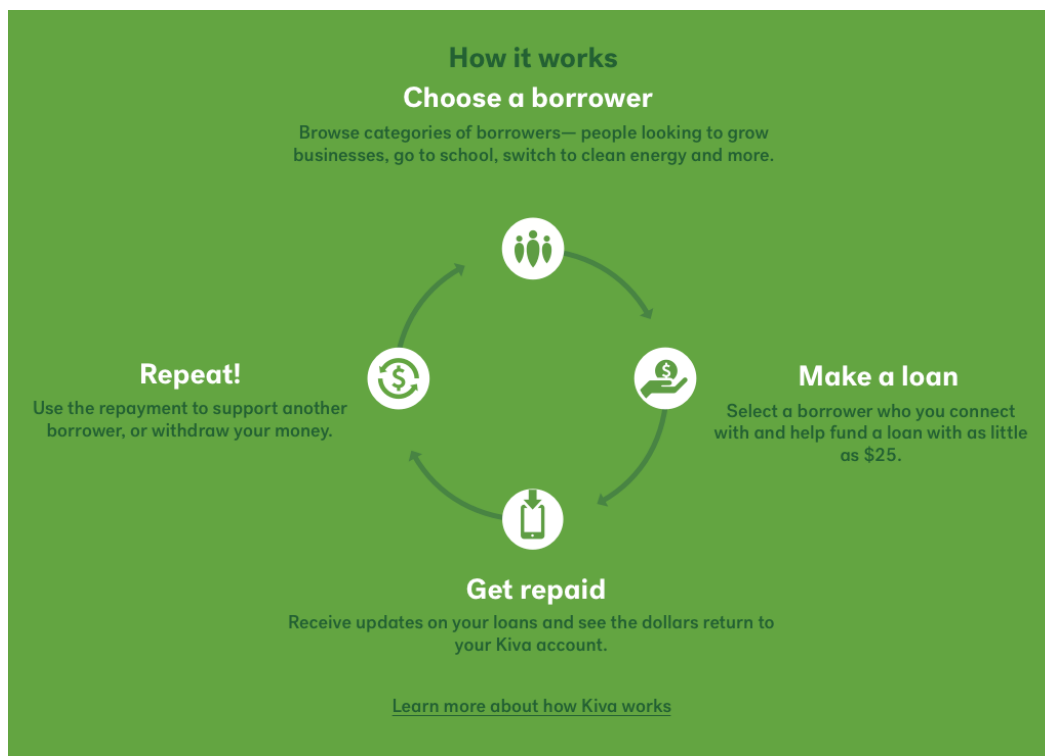 How it works
Choose a borrower
Browse categories of borrowers— people looking to grow
businesses, go to school, switch to clean energy and more.
$
Repeat!
Use the repayment to support another
borrower, or withdraw your money.
$
Make a loan
Select a borrower who you connect
with and help fund a loan with as little
as $25.
Get repaid
Receive updates on your loans and see the dollars return to
your Kiva account.
Learn more about how Kiva works